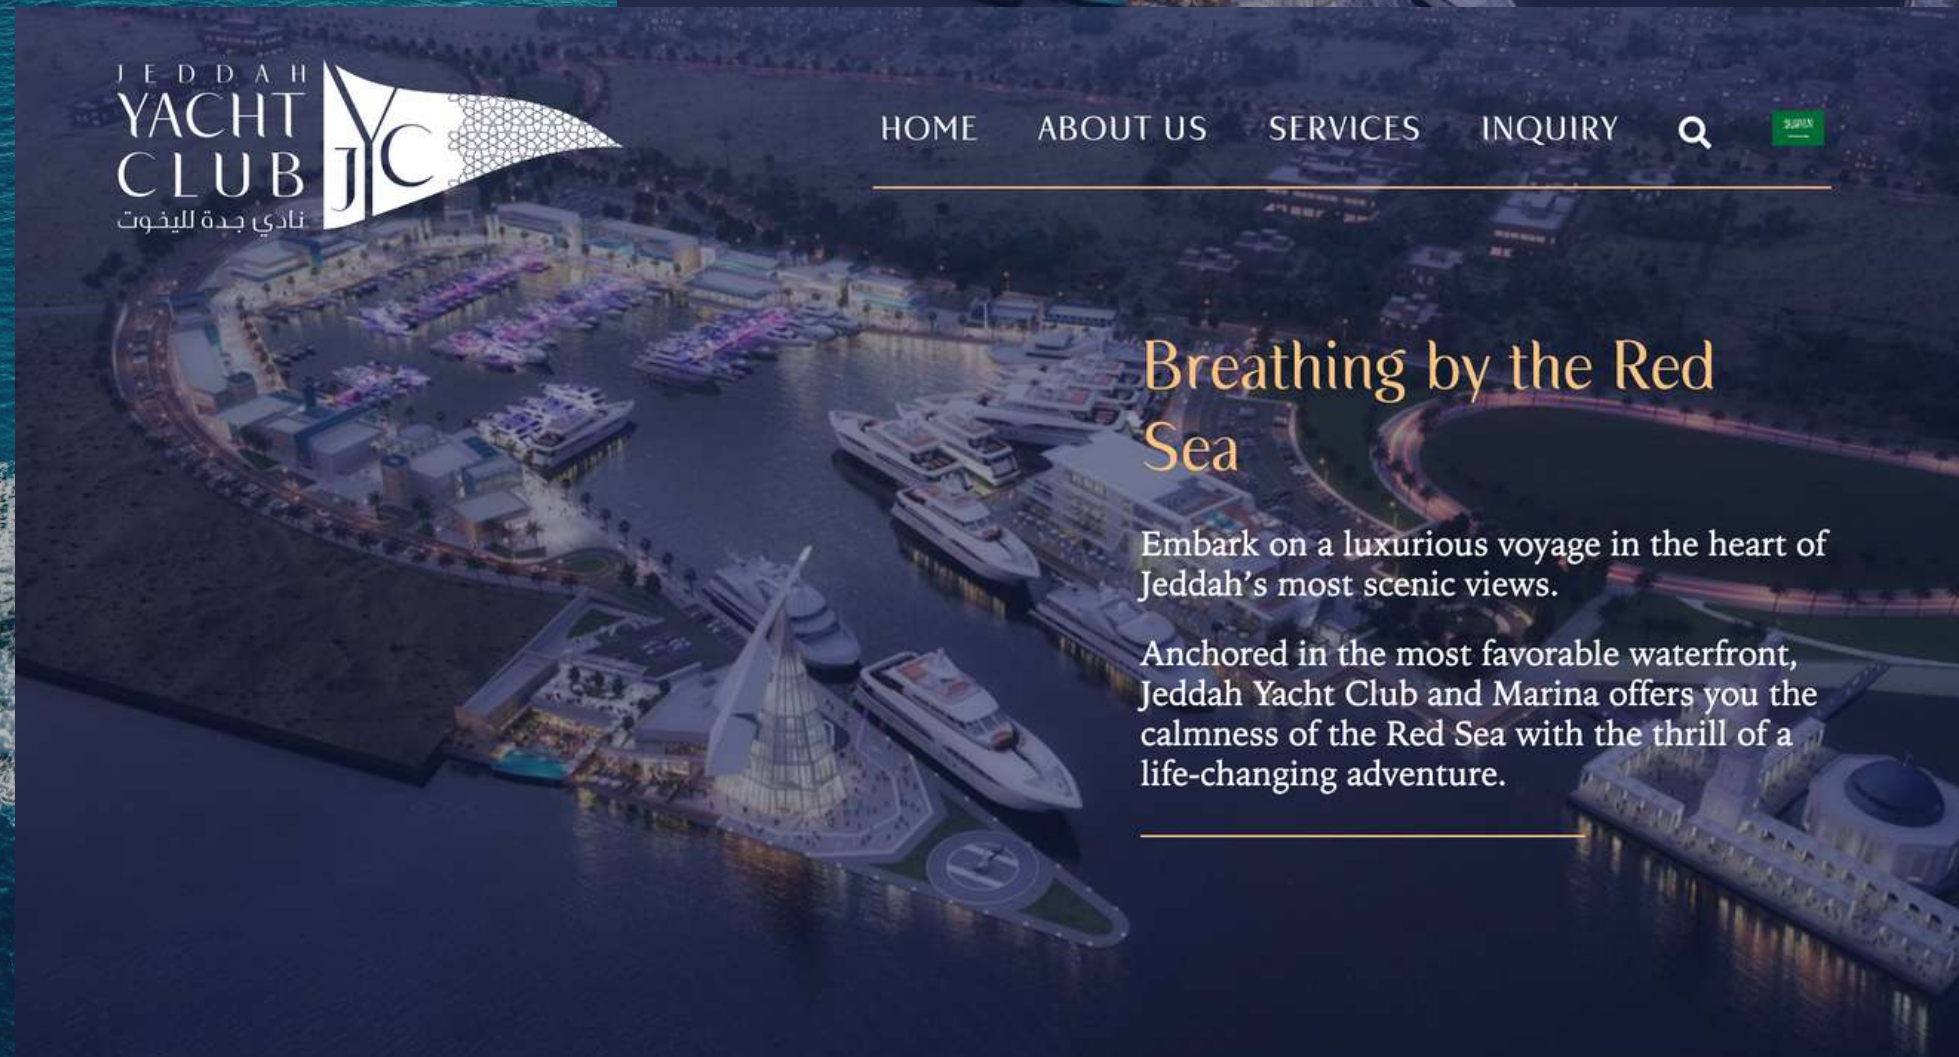 JEDDAH
YACHT
CLUB
نادي جدة لليخوت
JYC
HOME ABOUT US SERVICES INQUIRY
Breathing by the Red
Sea
Embark on a luxurious voyage in the heart of
Jeddah’s most scenic views.
Anchored in the most favorable waterfront,
Jeddah Yacht Club and Marina offers you the
calmness of the Red Sea with the thrill of a
life-changing adventure.